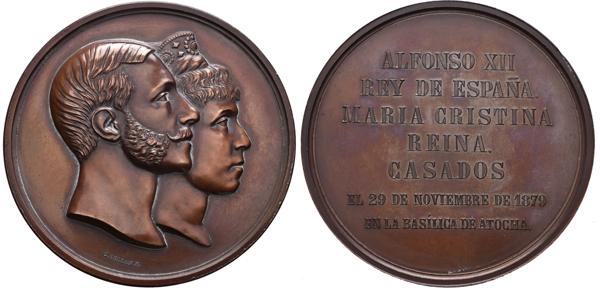 ALFONSO XII
REY DE ESPAÑA.
MARIA CRISTINA
REINA.
CASADOS
EL 29 DE NOVIEMBRE DE 1879
EN LA BASÍLICA DE ATOCHA.